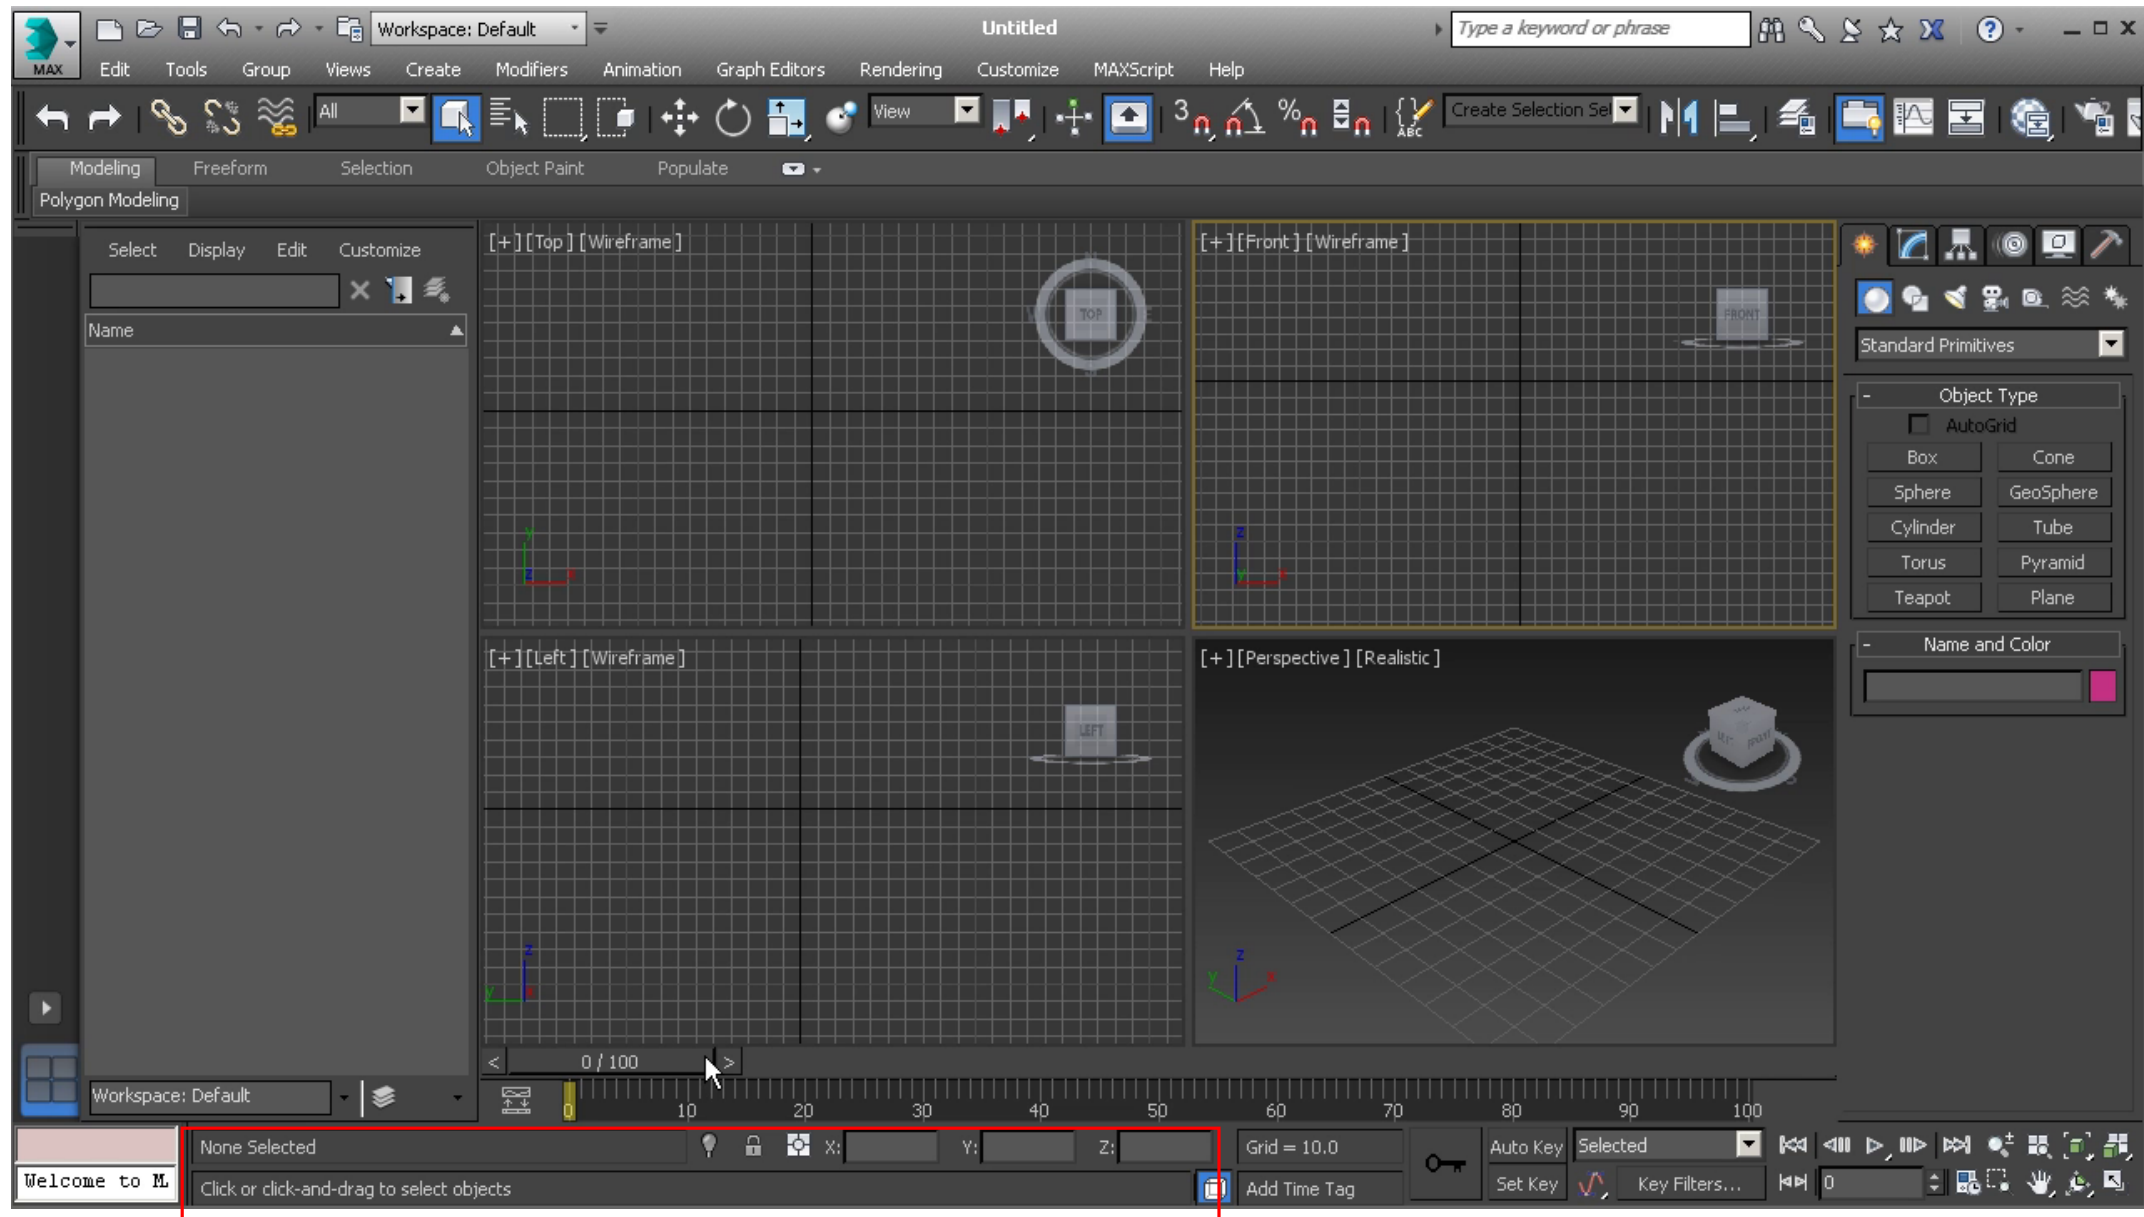 Workspace: Default
Untitled
Type a keyword or phrase
MAX
Edit Tools Group Views Create Modifiers Animation Graph Editors Rendering Customize MAXScript Help
All
View
3
%
ABC
Create Selection Sel
Modeling Freeform Selection Object Paint Populate
Polygon Modeling
Select Display Edit Customize
Name
[+][Top][Wireframe]
TOP
y
z x
[+][Front][Wireframe]
FRONT
z
y x
[+][Left][Wireframe]
LEFT
z
y x
[+][Perspective][Realistic]
z
y x
Standard Primitives
- Object Type
AutoGrid
Box Cone
Sphere GeoSphere
Cylinder Tube
Torus Pyramid
Teapot Plane
- Name and Color
< 0 / 100 >
Workspace: Default
0 10 20 30 40 50 60 70 80 90 100
None Selected X: Y: Z: Grid = 10.0 Auto Key Selected
Welcome to M
Click or click-and-drag to select objects Add Time Tag Set Key Key Filters... 0